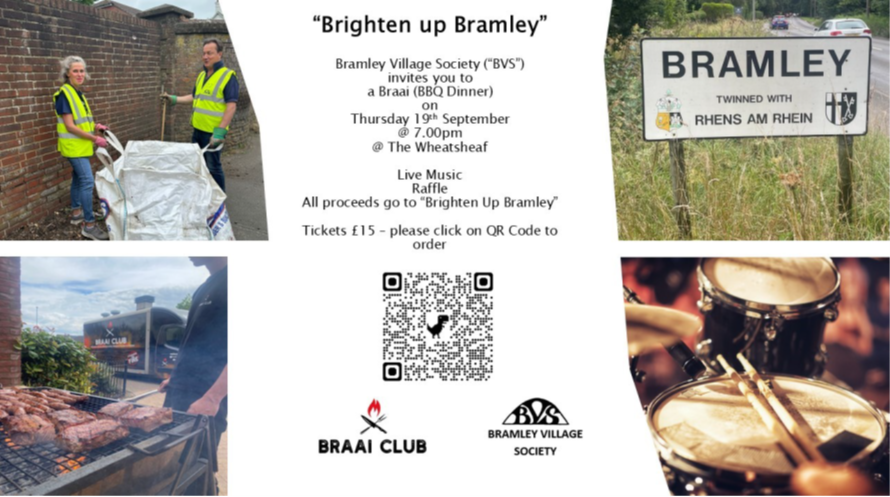 “Brighten up Bramley”
Bramley Village Society (“BVS”)
invites you to
a Braai (BBQ Dinner)
on
Thursday 19th September
@ 7.00pm
@ The Wheatsheaf
Live Music
Raffle
All proceeds go to “Brighten Up Bramley”
Tickets £15 – please click on QR Code to
order
BRAMLEY
TWINNED WITH
RHENS AM RHEIN
BRAAI CLUB
BRAAI CLUB
BVS
BRAMLEY VILLAGE
SOCIETY